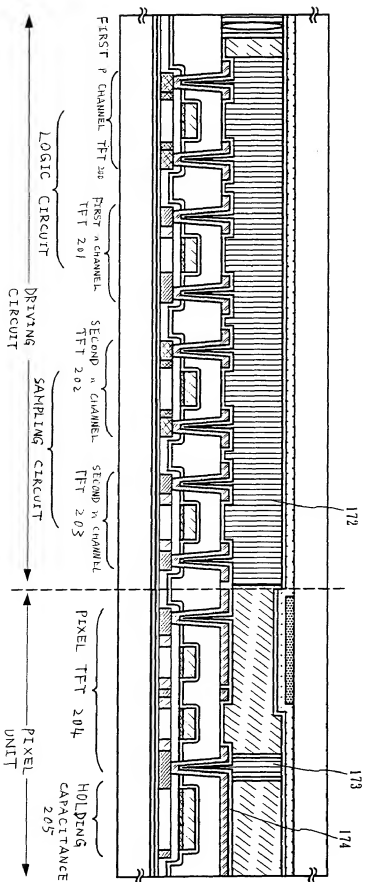 172
173
174
FIRST P CHANNEL TFT 200
FIRST n CHANNEL
TFT 201
SECOND n CHANNEL
TFT 202
SECOND n CHANNEL
TFT 203
PIXEL TFT 204
HOLDING
CAPACITANCE
205
LOGIC CIRCUIT
SAMPLING CIRCUIT
DRIVING
CIRCUIT
PIXEL
UNIT